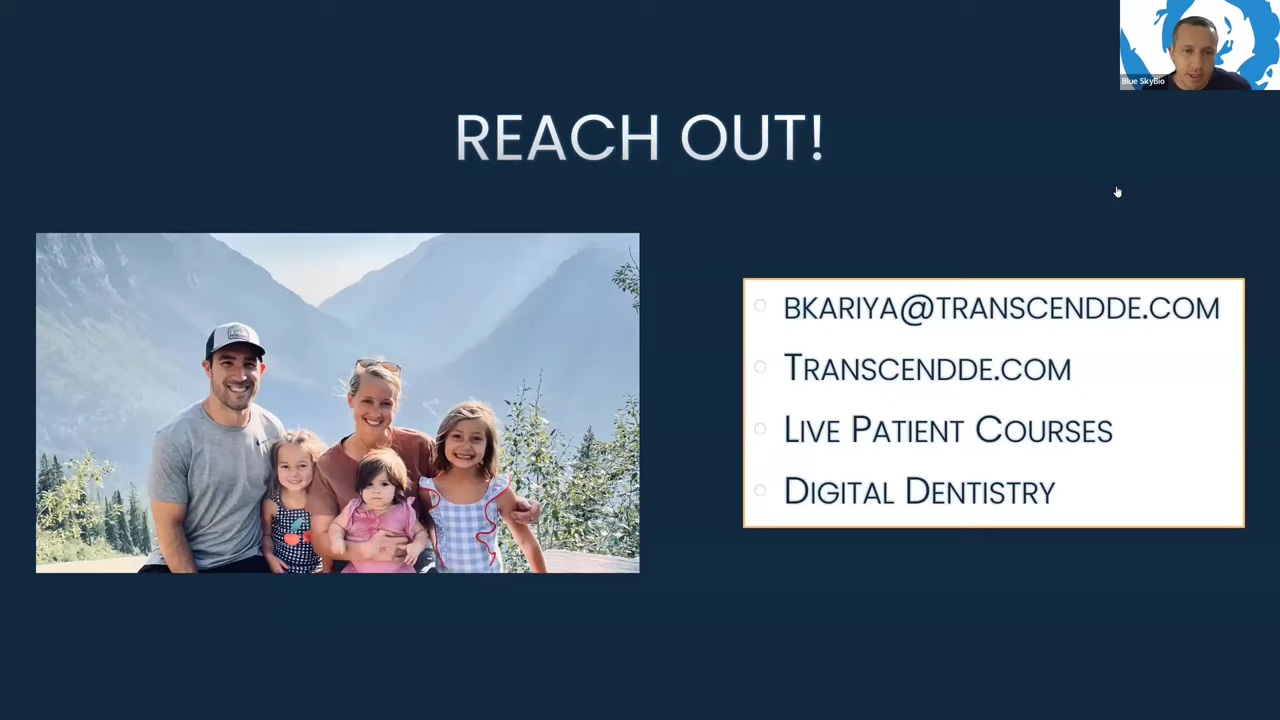 Blue SkyBio
REACH OUT!
BKARIYA@TRANSCENDDE.COM
TRANSCENDDE.COM
LIVE PATIENT COURSES
DIGITAL DENTISTRY